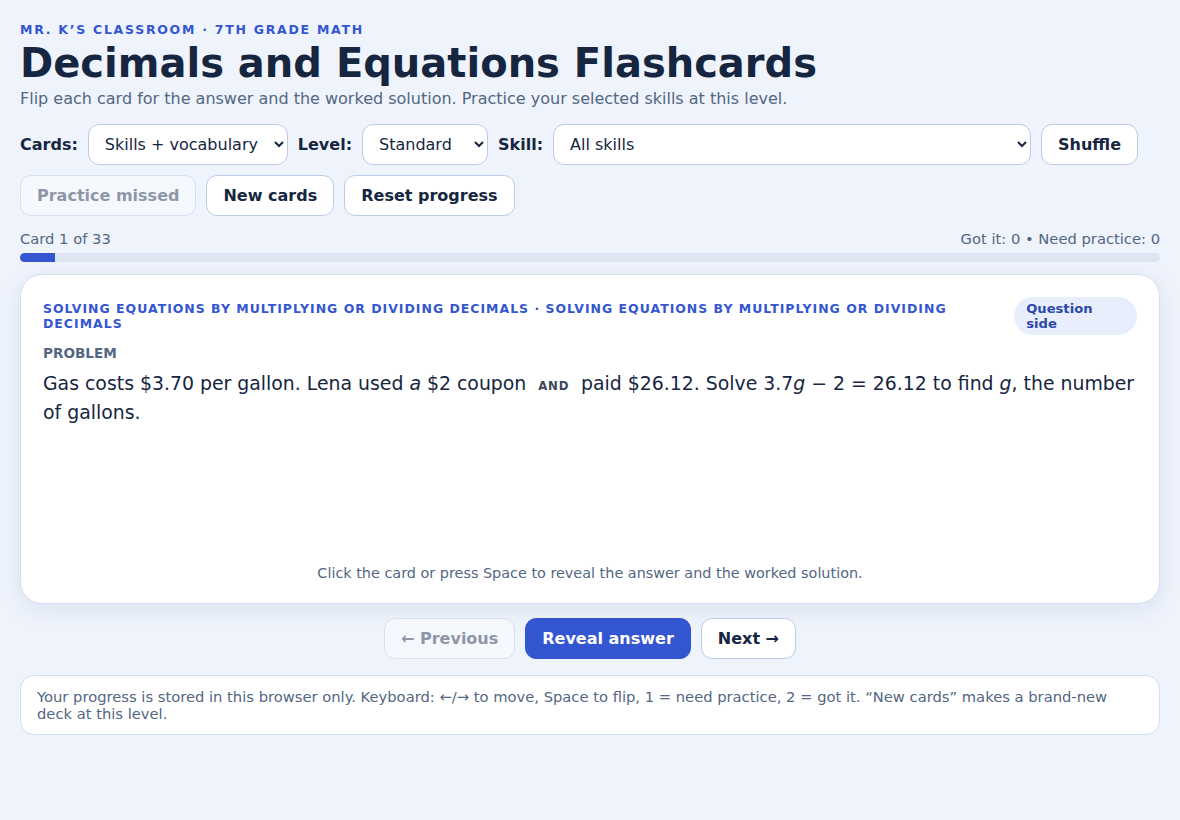 MR. K’S CLASSROOM · 7TH GRADE MATH
Decimals and Equations Flashcards
Flip each card for the answer and the worked solution. Practice your selected skills at this level.
Cards: Skills + vocabulary Level: Standard Skill: All skills Shuffle
Practice missed New cards Reset progress
Card 1 of 33 Got it: 0 • Need practice: 0
SOLVING EQUATIONS BY MULTIPLYING OR DIVIDING DECIMALS · SOLVING EQUATIONS BY MULTIPLYING OR DIVIDING
DECIMALS
Question
side
PROBLEM
Gas costs $3.70 per gallon. Lena used a $2 coupon AND paid $26.12. Solve 3.7g − 2 = 26.12 to find g, the number
of gallons.
Click the card or press Space to reveal the answer and the worked solution.
← Previous Reveal answer Next →
Your progress is stored in this browser only. Keyboard: ←/→ to move, Space to flip, 1 = need practice, 2 = got it. “New cards” makes a brand-new
deck at this level.